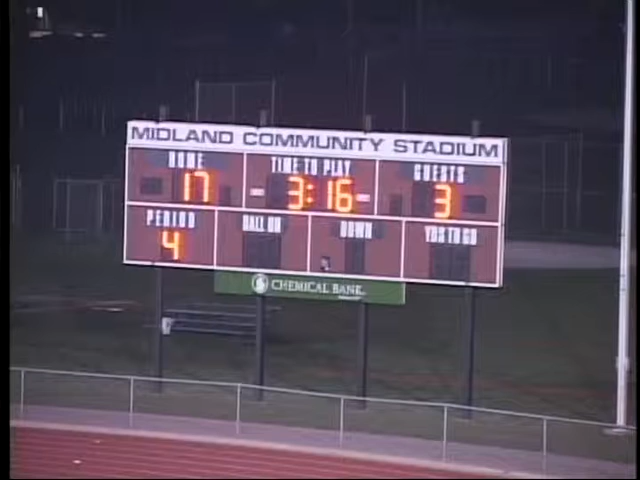 MIDLAND COMMUNITY STADIUM
HOME TIME TO PLAY GUESTS
17 3:16 3
PERIOD BALL ON DOWN YDS TO GO
4
CHEMICAL BANK